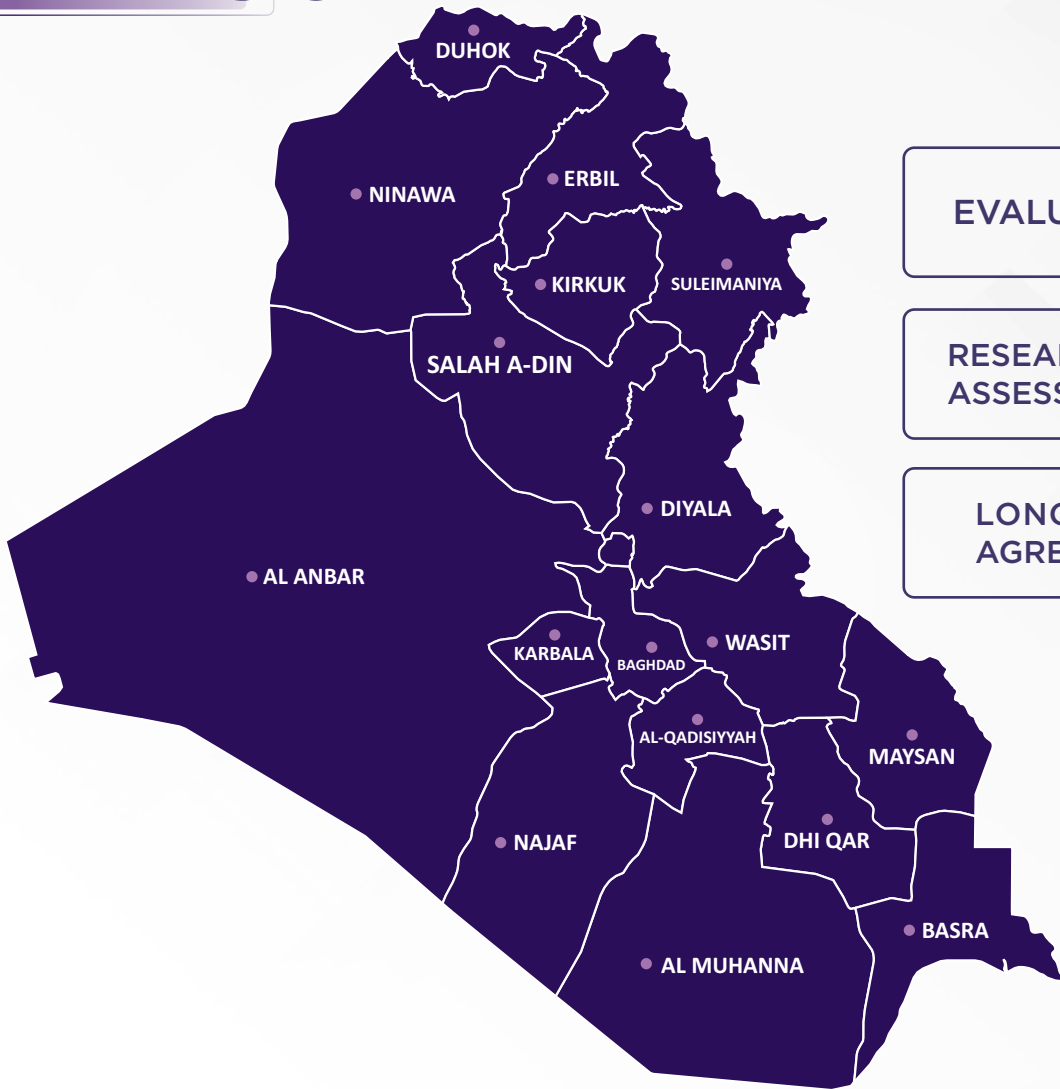 DUHOK
ERBIL
NINAWA
KIRKUK
SULEIMANIYA
SALAH A-DIN
DIYALA
AL ANBAR
WASIT
KARBALA
BAGHDAD
AL-QADISIYYAH
MAYSAN
DHI QAR
NAJAF
BASRA
AL MUHANNA
EVALU
RESEA
ASSESS
LONG
AGRE